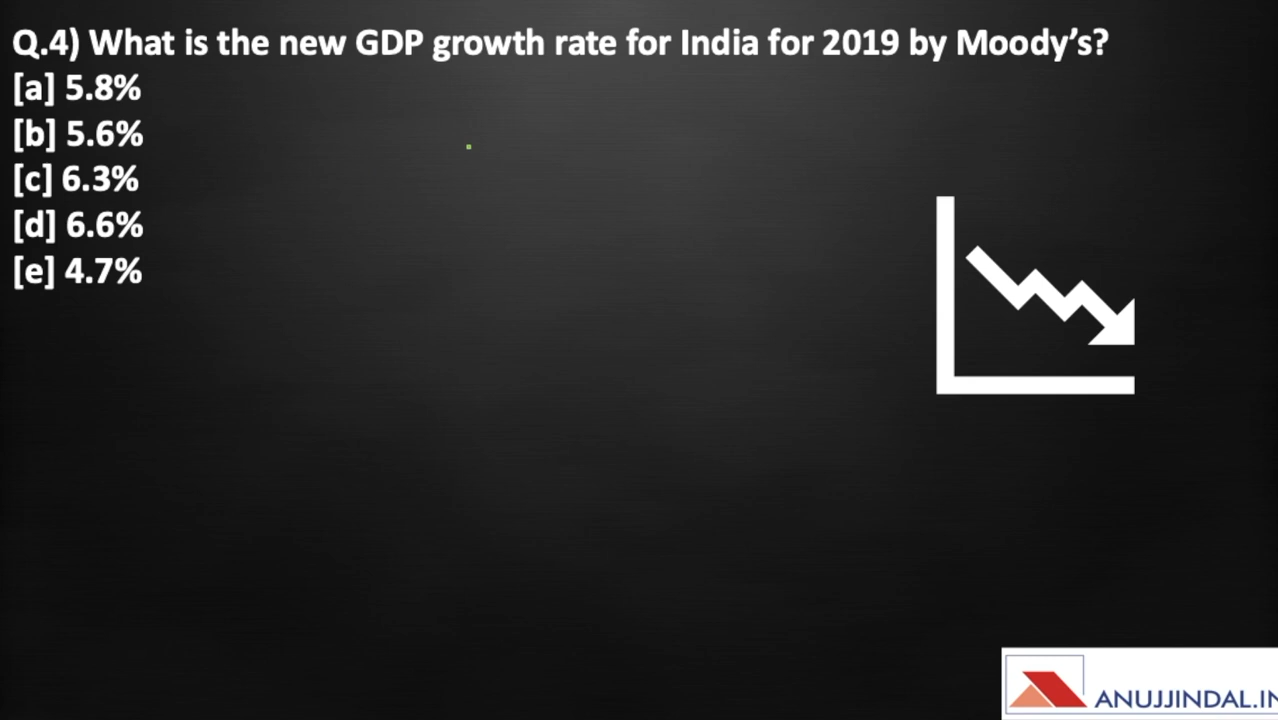 Q.4) What is the new GDP growth rate for India for 2019 by Moody’s?
[a] 5.8%
[b] 5.6%
[c] 6.3%
[d] 6.6%
[e] 4.7%
ANUJJINDAL.IN